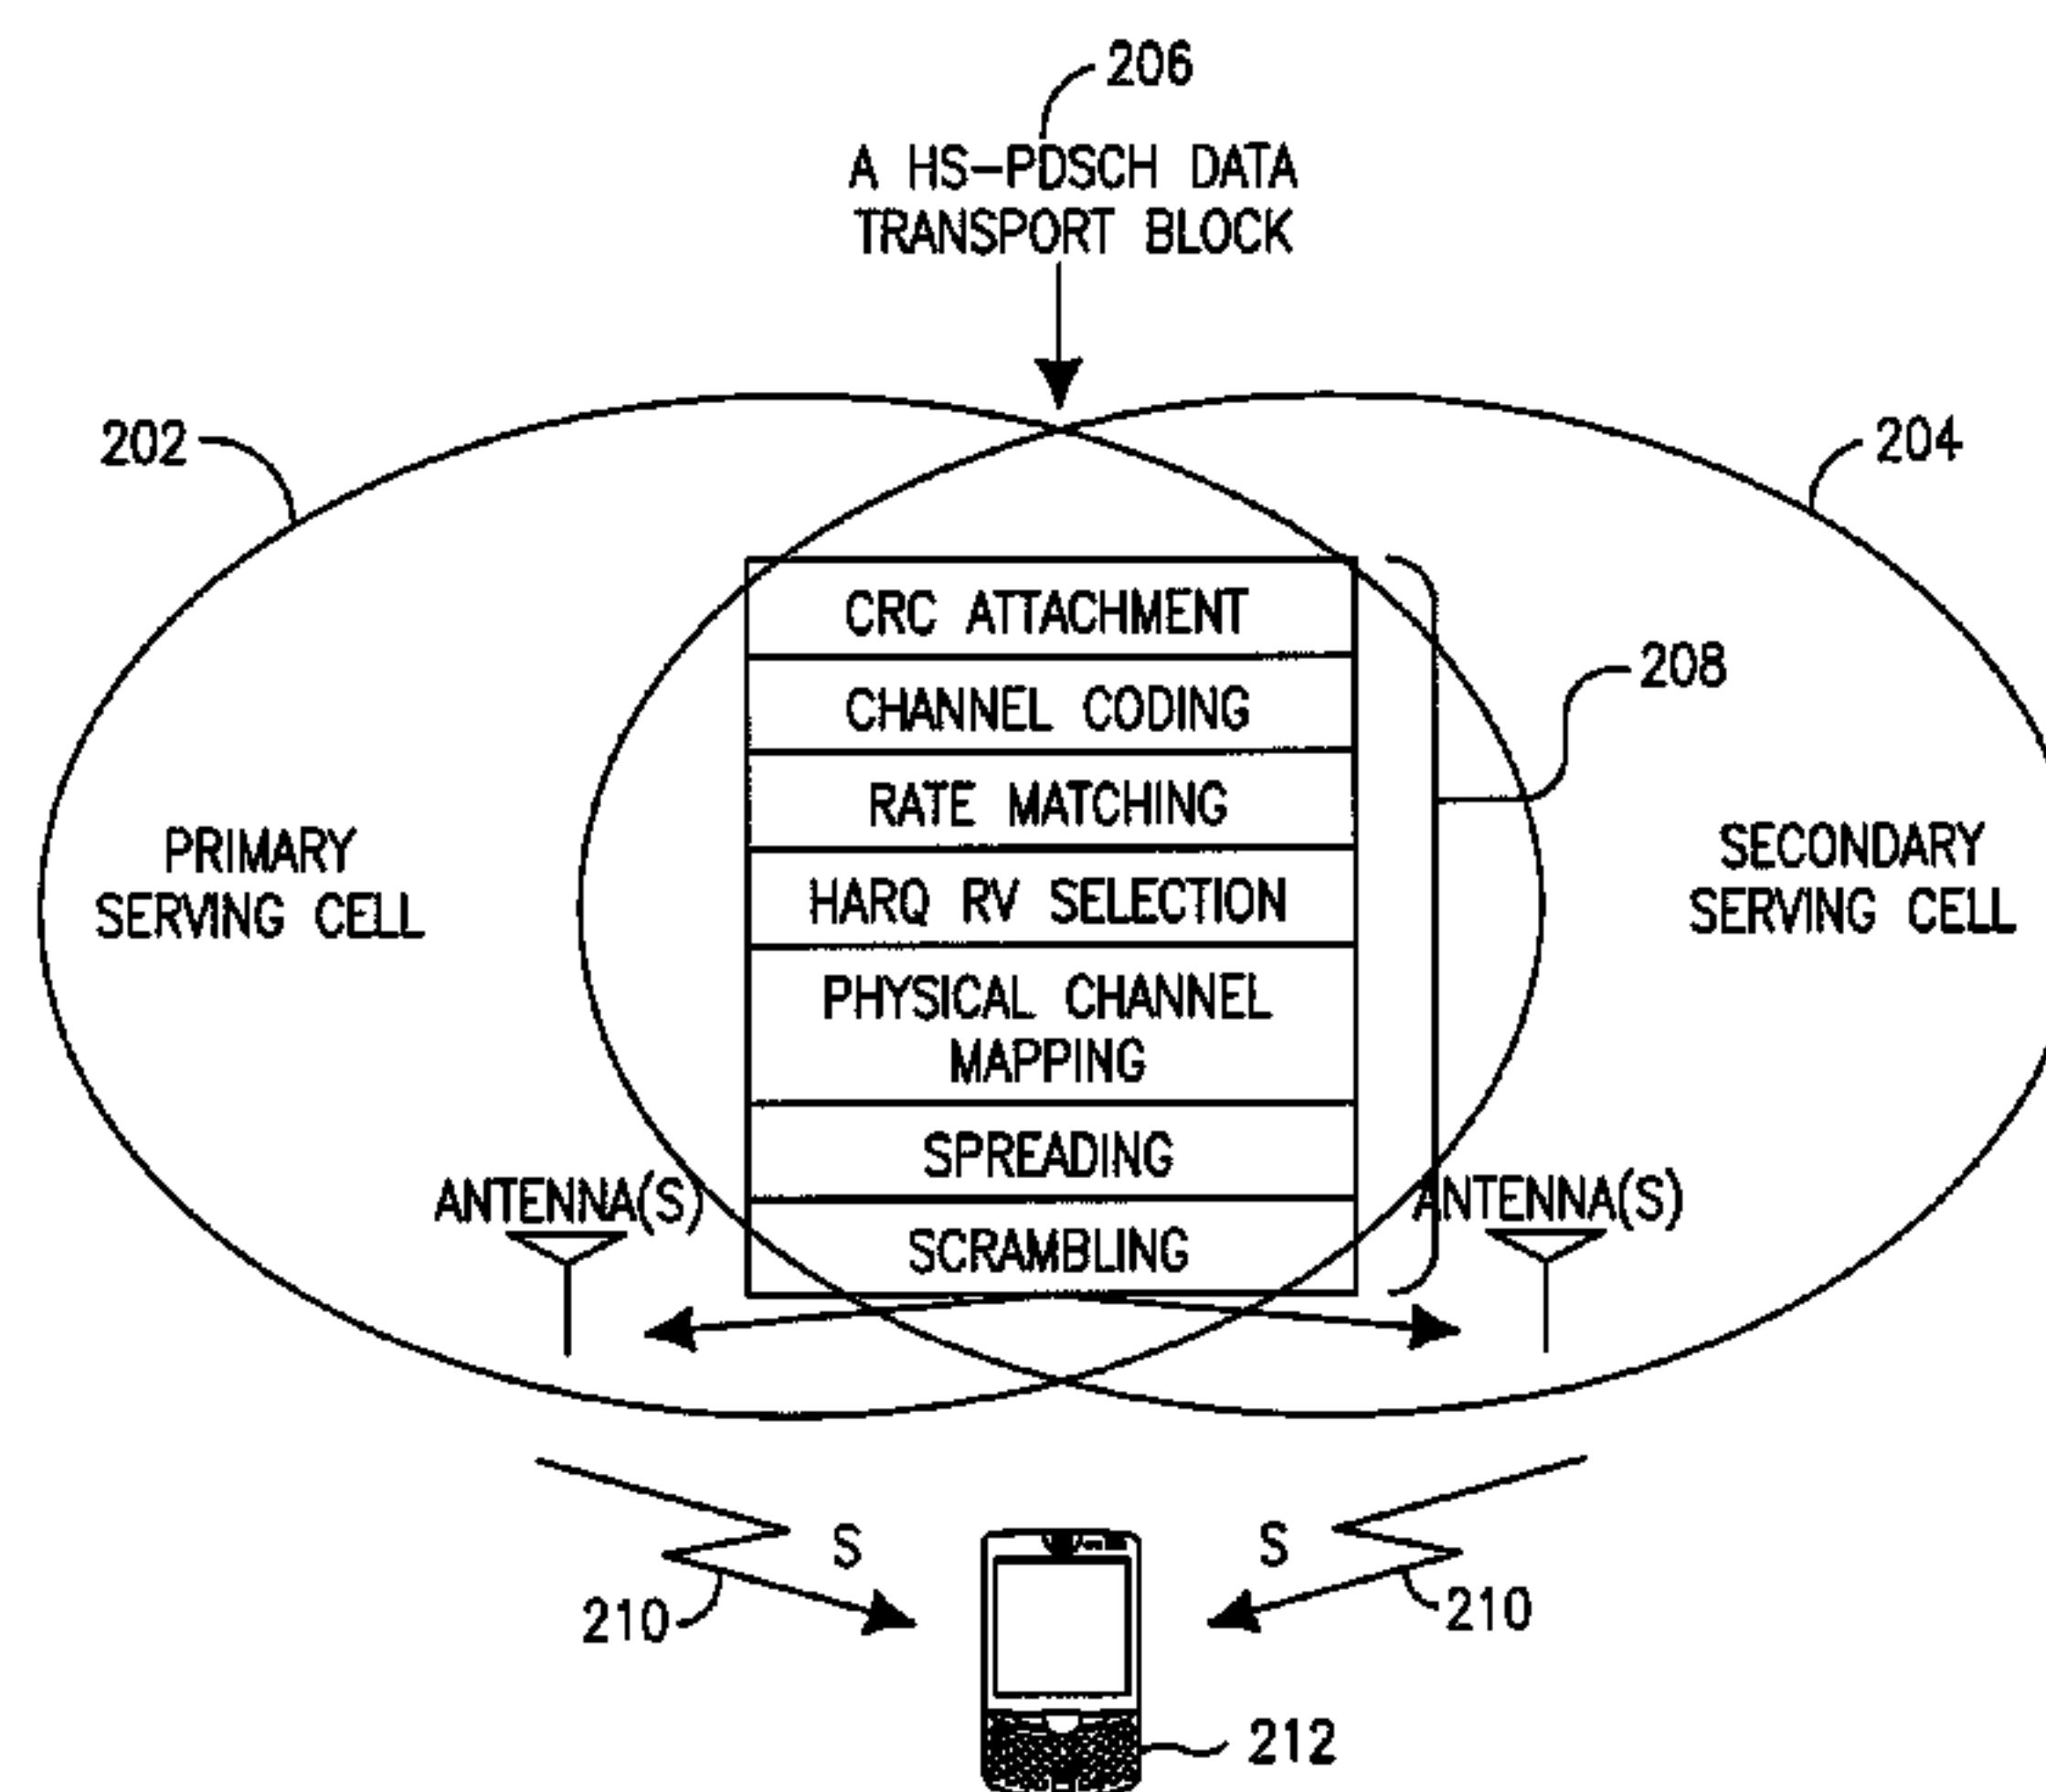 206
A HS-PDSCH DATA
TRANSPORT BLOCK
202
204
CRC ATTACHMENT
208
CHANNEL CODING
RATE MATCHING
PRIMARY
SERVING CELL
HARQ RV SELECTION
SECONDARY
SERVING CELL
PHYSICAL CHANNEL
MAPPING
SPREADING
ANTENNA(S)
ANTENNA(S)
SCRAMBLING
S
S
210
210
212